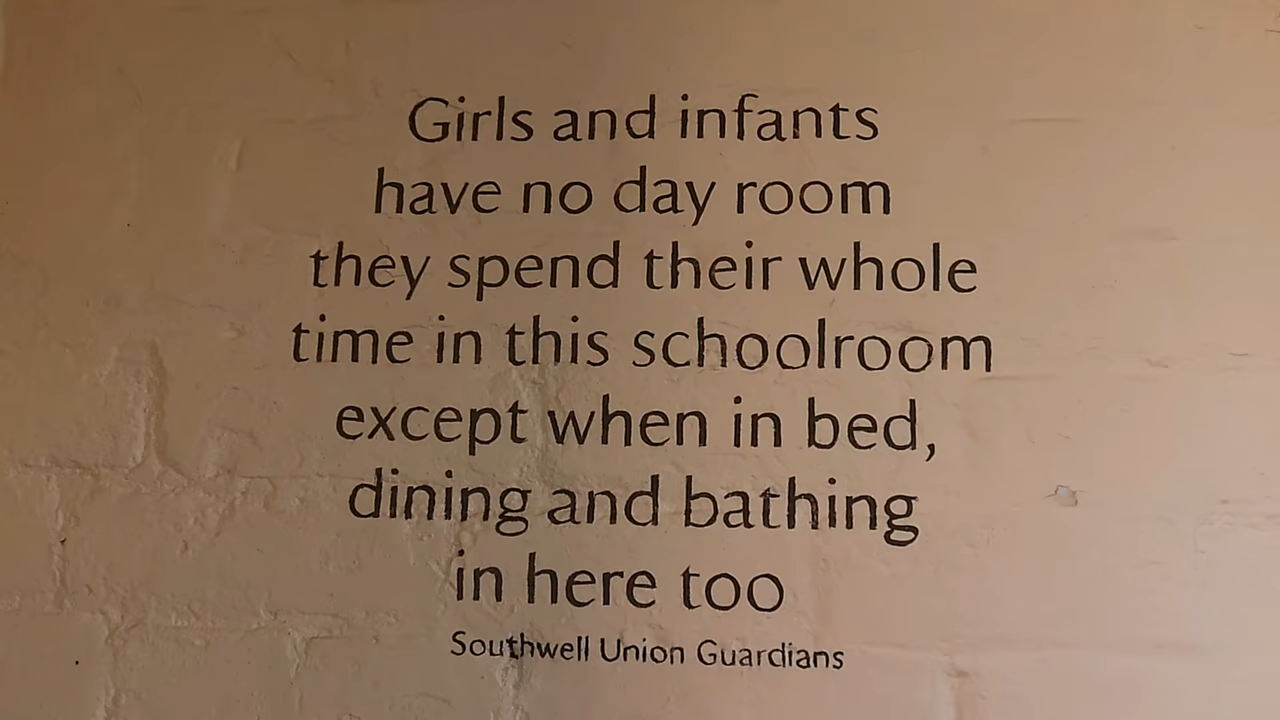 Girls and infants
have no day room
they spend their whole
time in this schoolroom
except when in bed,
dining and bathing
in here too
Southwell Union Guardians